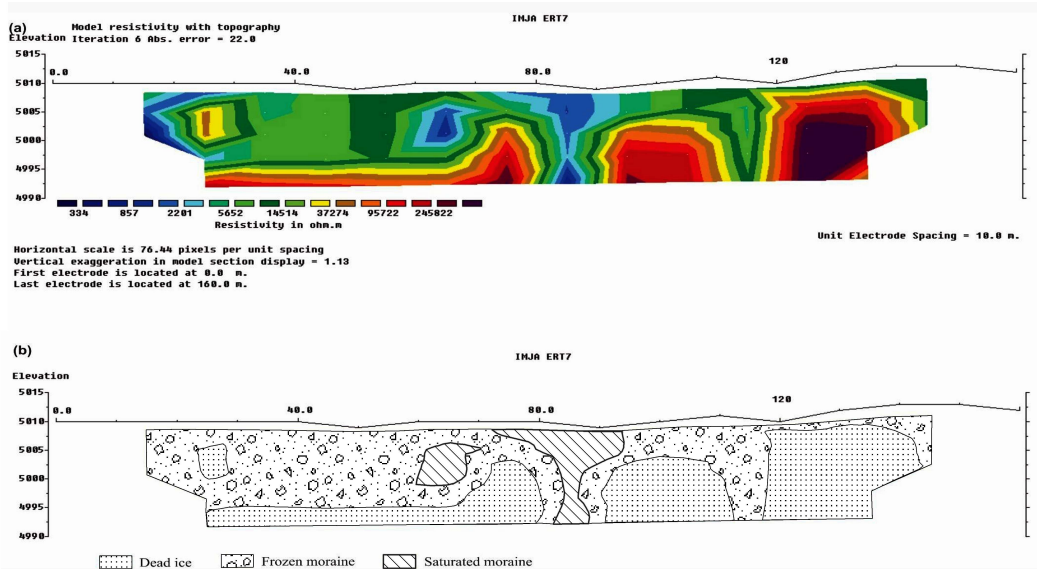 IMJA ERT7
(a) Model resistivity with topography
Elevation Iteration 6 Abs. error = 22.0
5015
0.0 40.0 80.0 120
5010
5005
5000
4995
4990
334 857 2201 5652 14514 37274 95722 245822
Resistivity in ohm.m
Unit Electrode Spacing = 10.0 m.
Horizontal scale is 76.44 pixels per unit spacing
Vertical exaggeration in model section display = 1.13
First electrode is located at 0.0 m.
Last electrode is located at 160.0 m.
(b)
IMJA ERT7
Elevation
5015
0.0 40.0 80.0 120
5010
5005
5000
4995
4990
Dead ice Frozen moraine Saturated moraine